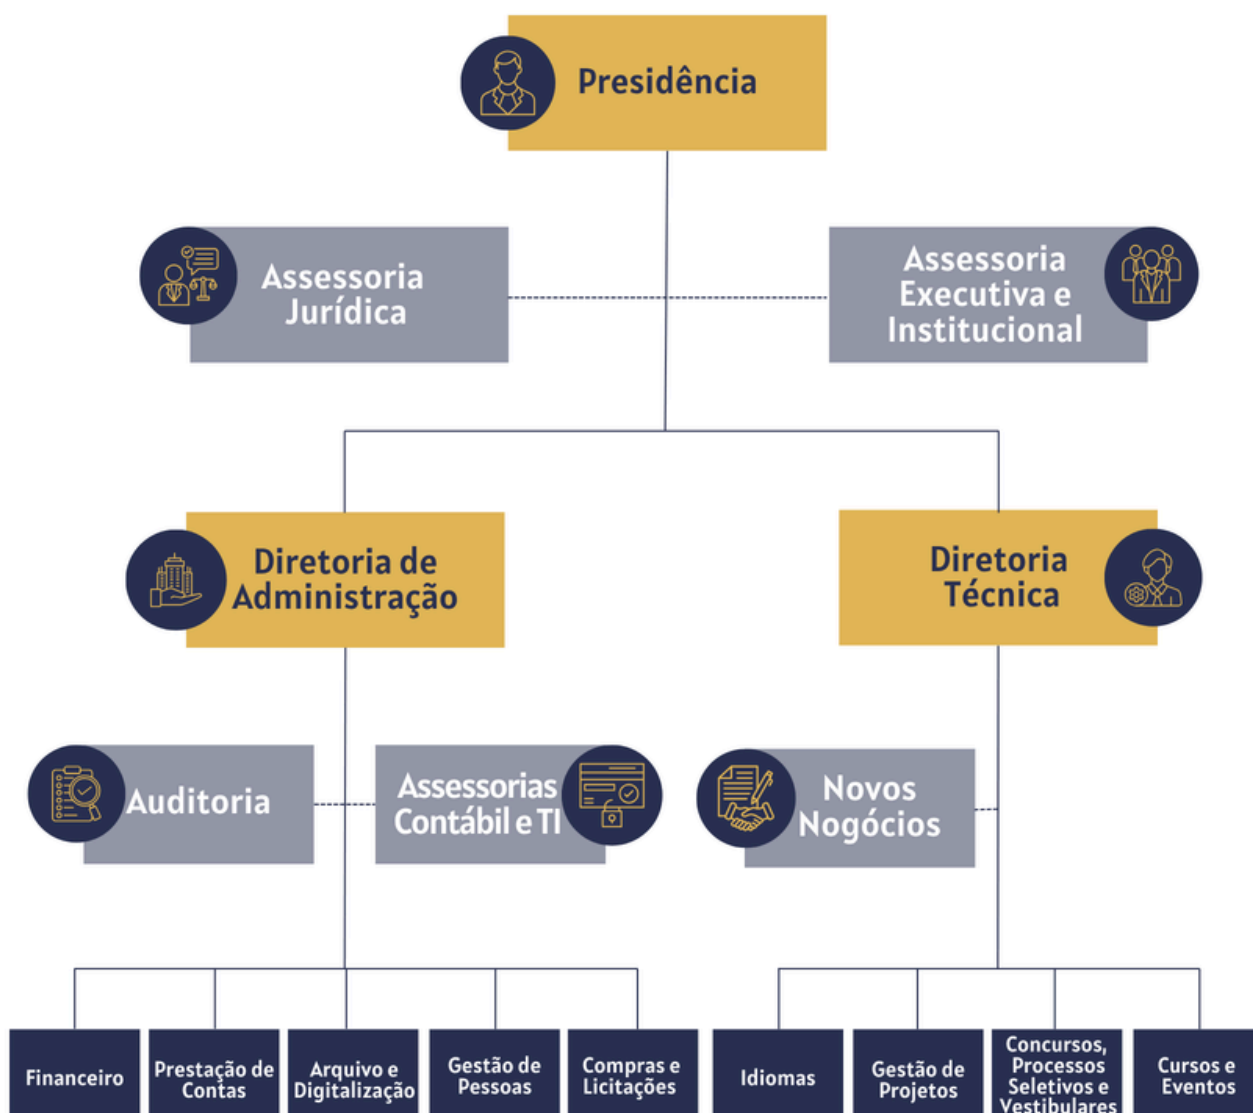 Presidência
Assessoria
Jurídica
Assessoria
Executiva e
Institucional
Diretoria de
Administração
Diretoria
Técnica
Auditoria
Assessorias
Contábil e TI
Novos
Nogócios
Financeiro
Prestação de
Contas
Arquivo e
Digitalização
Gestão de
Pessoas
Compras e
Licitações
Idiomas
Gestão de
Projetos
Concursos,
Processos
Seletivos e
Vestibulares
Cursos e
Eventos